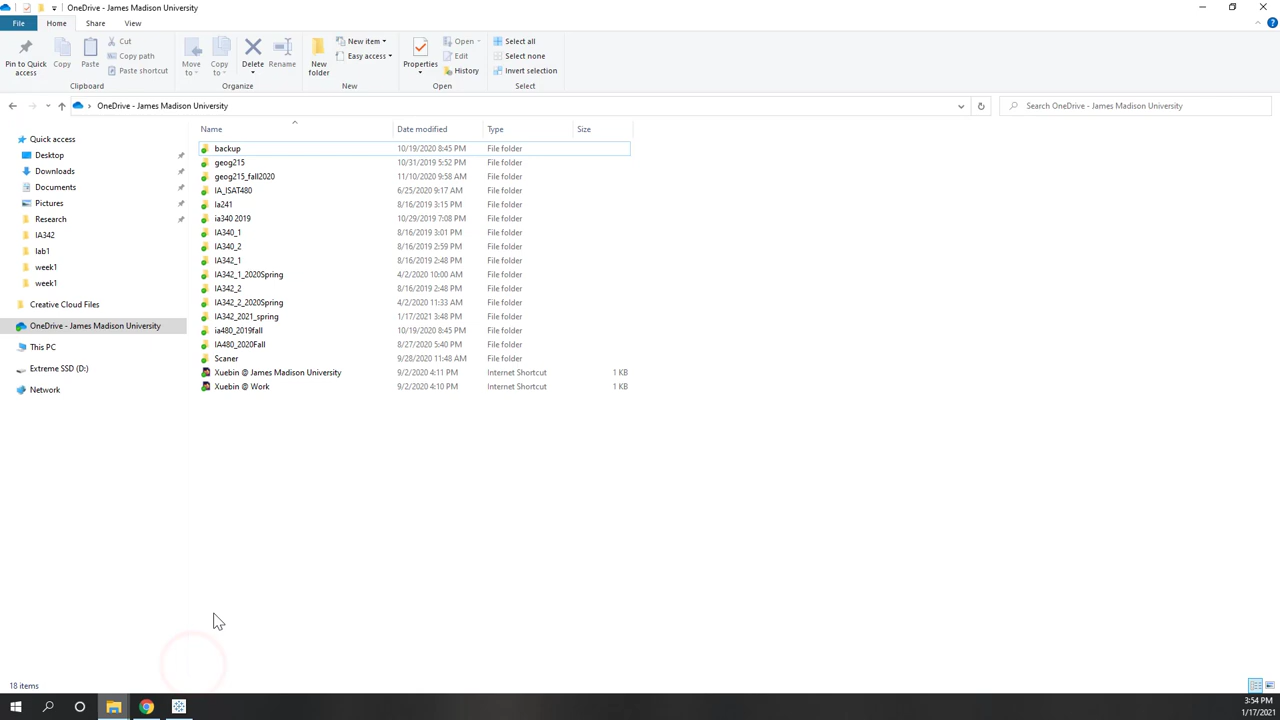 OneDrive - James Madison University
File Home Share View
Pin to Quick access
Copy
Paste
Cut
Copy path
Paste shortcut
Clipboard
Move to
Copy to
Delete
Rename
Organize
New folder
New item
Easy access
New
Properties
Open
Edit
History
Open
Select all
Select none
Invert selection
Select
OneDrive - James Madison University
Search OneDrive - James Madison University
Name Date modified Type Size
Quick access
Desktop
Downloads
Documents
Pictures
Research
IA342
lab1
week1
week1
Creative Cloud Files
OneDrive - James Madison University
This PC
Extreme SSD (D:)
Network
backup 10/19/2020 8:45 PM File folder
geog215 10/31/2019 5:52 PM File folder
geog215_fall2020 11/10/2020 9:58 AM File folder
IA_ISAT480 6/25/2020 9:17 AM File folder
Ia241 8/16/2019 3:15 PM File folder
ia340 2019 10/29/2019 7:08 PM File folder
IA340_1 8/16/2019 3:01 PM File folder
IA340_2 8/16/2019 2:59 PM File folder
IA342_1 8/16/2019 2:48 PM File folder
IA342_1_2020Spring 4/2/2020 10:00 AM File folder
IA342_2 8/16/2019 2:48 PM File folder
IA342_2_2020Spring 4/2/2020 11:33 AM File folder
IA342_2021_spring 1/17/2021 3:48 PM File folder
ia480_2019fall 10/19/2020 8:45 PM File folder
IA480_2020Fall 8/27/2020 5:40 PM File folder
Scaner 9/28/2020 11:48 AM File folder
Xuebin @ James Madison University 9/2/2020 4:11 PM Internet Shortcut 1 KB
Xuebin @ Work 9/2/2020 4:10 PM Internet Shortcut 1 KB
18 items
3:54 PM
1/17/2021